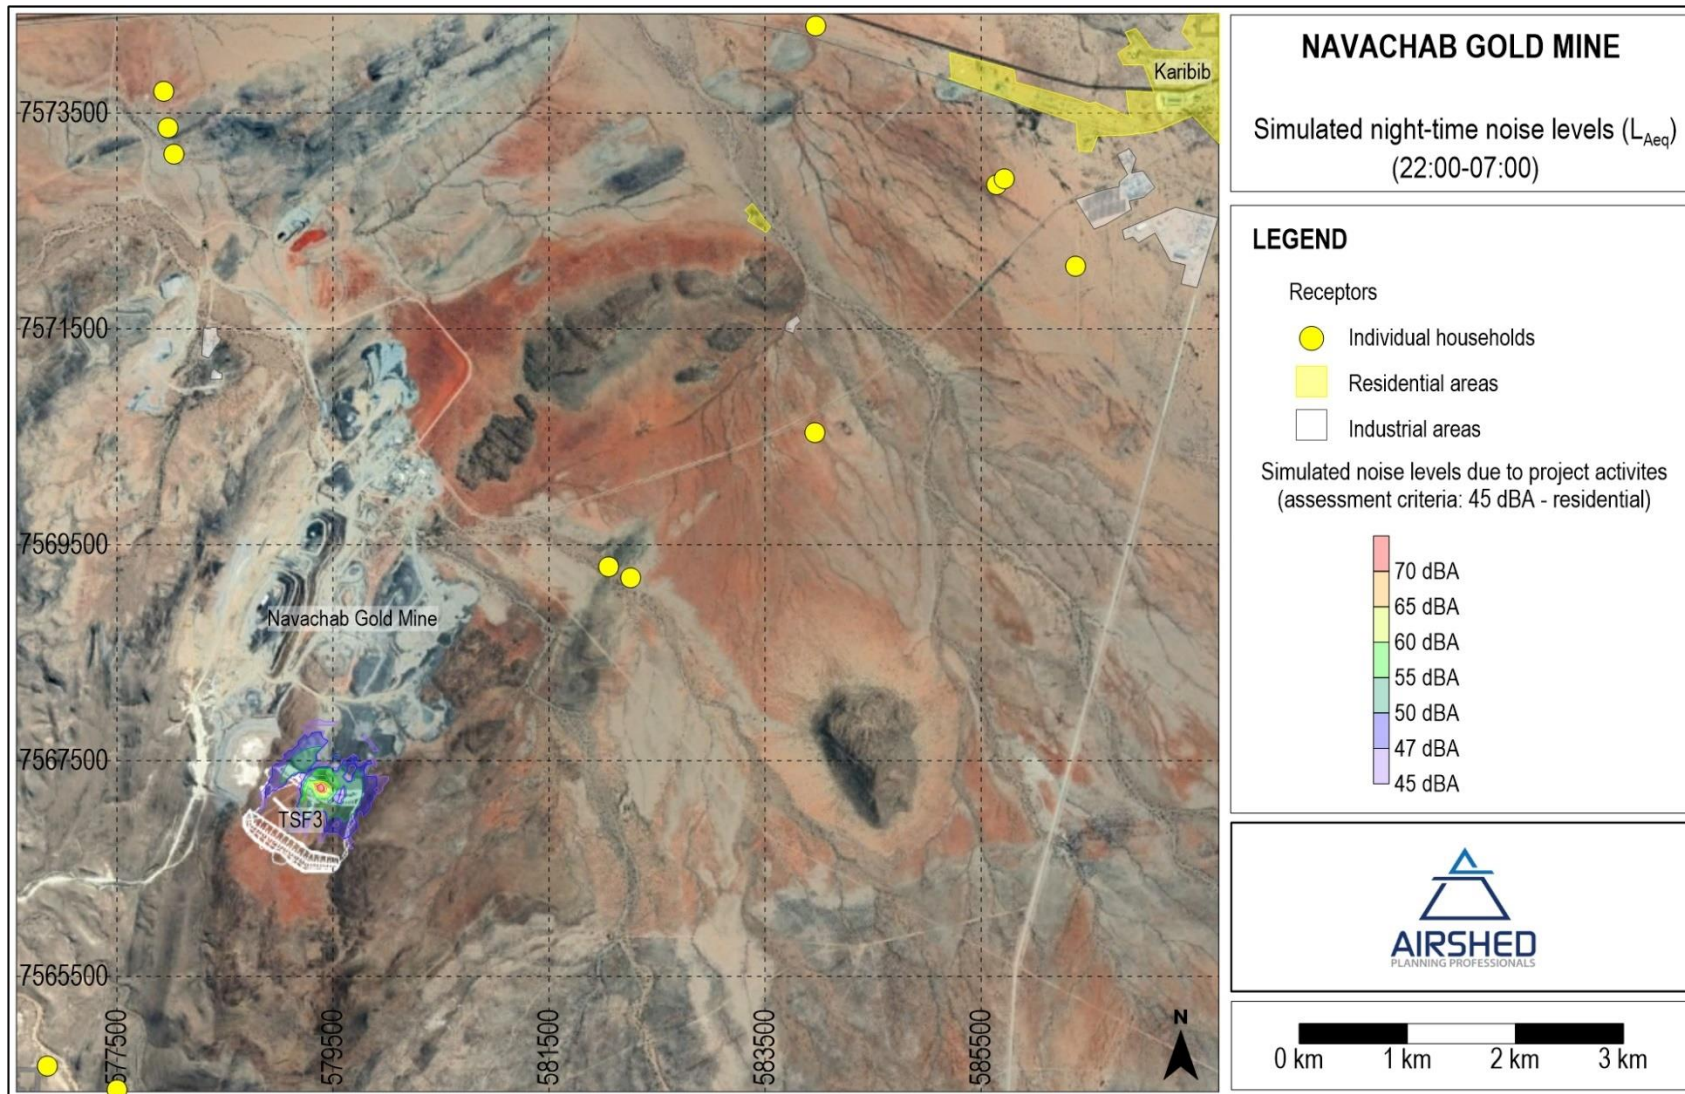 NAVACHAB GOLD MINE
Simulated night-time noise levels (LAeq)
(22:00-07:00)
LEGEND
Receptors
Individual households
Residential areas
Industrial areas
Simulated noise levels due to project activites
(assessment criteria: 45 dBA - residential)
70 dBA
65 dBA
60 dBA
55 dBA
50 dBA
47 dBA
45 dBA
AIRSHED
PLANNING PROFESSIONALS
0 km 1 km 2 km 3 km
Karibib
7573500
7571500
7569500
Navachab Gold Mine
7567500
TSF3
7565500
577500
579500
581500
583500
585500
N